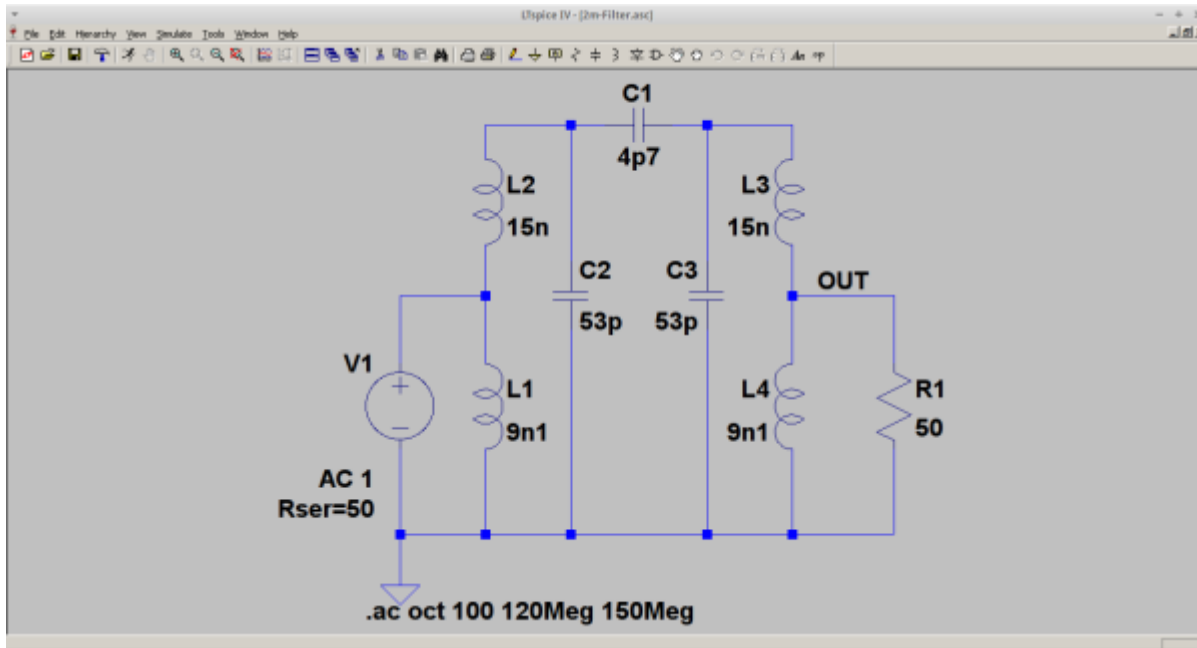 LTspice IV - [2m-Filter.asc]
File Edit Hierarchy View Simulate Tools Window Help
C1
4p7
L2
15n
L3
15n
C2
53p
C3
53p
OUT
V1
L1
9n1
L4
9n1
R1
50
AC 1
Rser=50
.ac oct 100 120Meg 150Meg